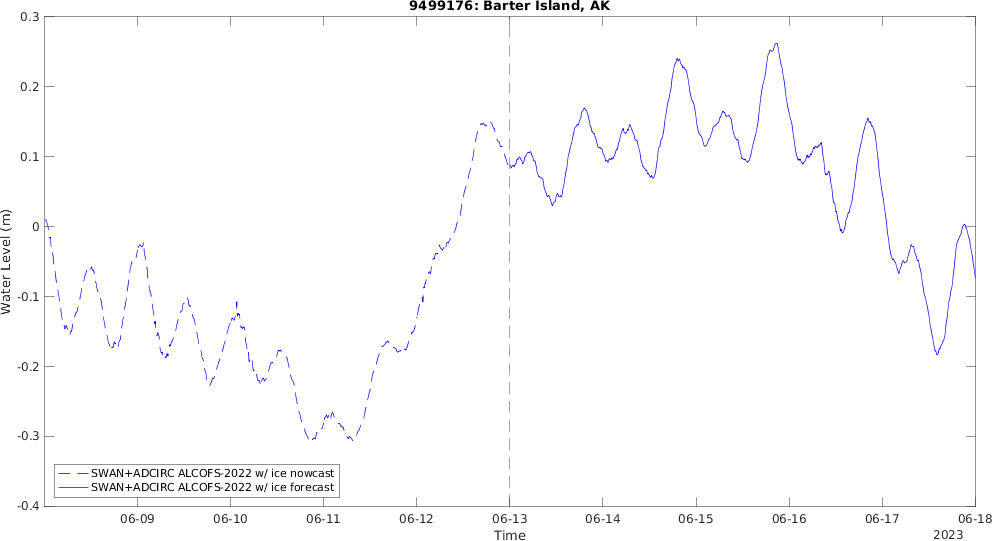 9499176: Barter Island, AK
0.3
0.2
0.1
0
-0.1
-0.2
-0.3
-0.4
Water Level (m)
SWAN+ADCIRC ALCOFS-2022 w/ ice nowcast
SWAN+ADCIRC ALCOFS-2022 w/ ice forecast
06-09 06-10 06-11 06-12 06-13 06-14 06-15 06-16 06-17 06-18
Time
2023